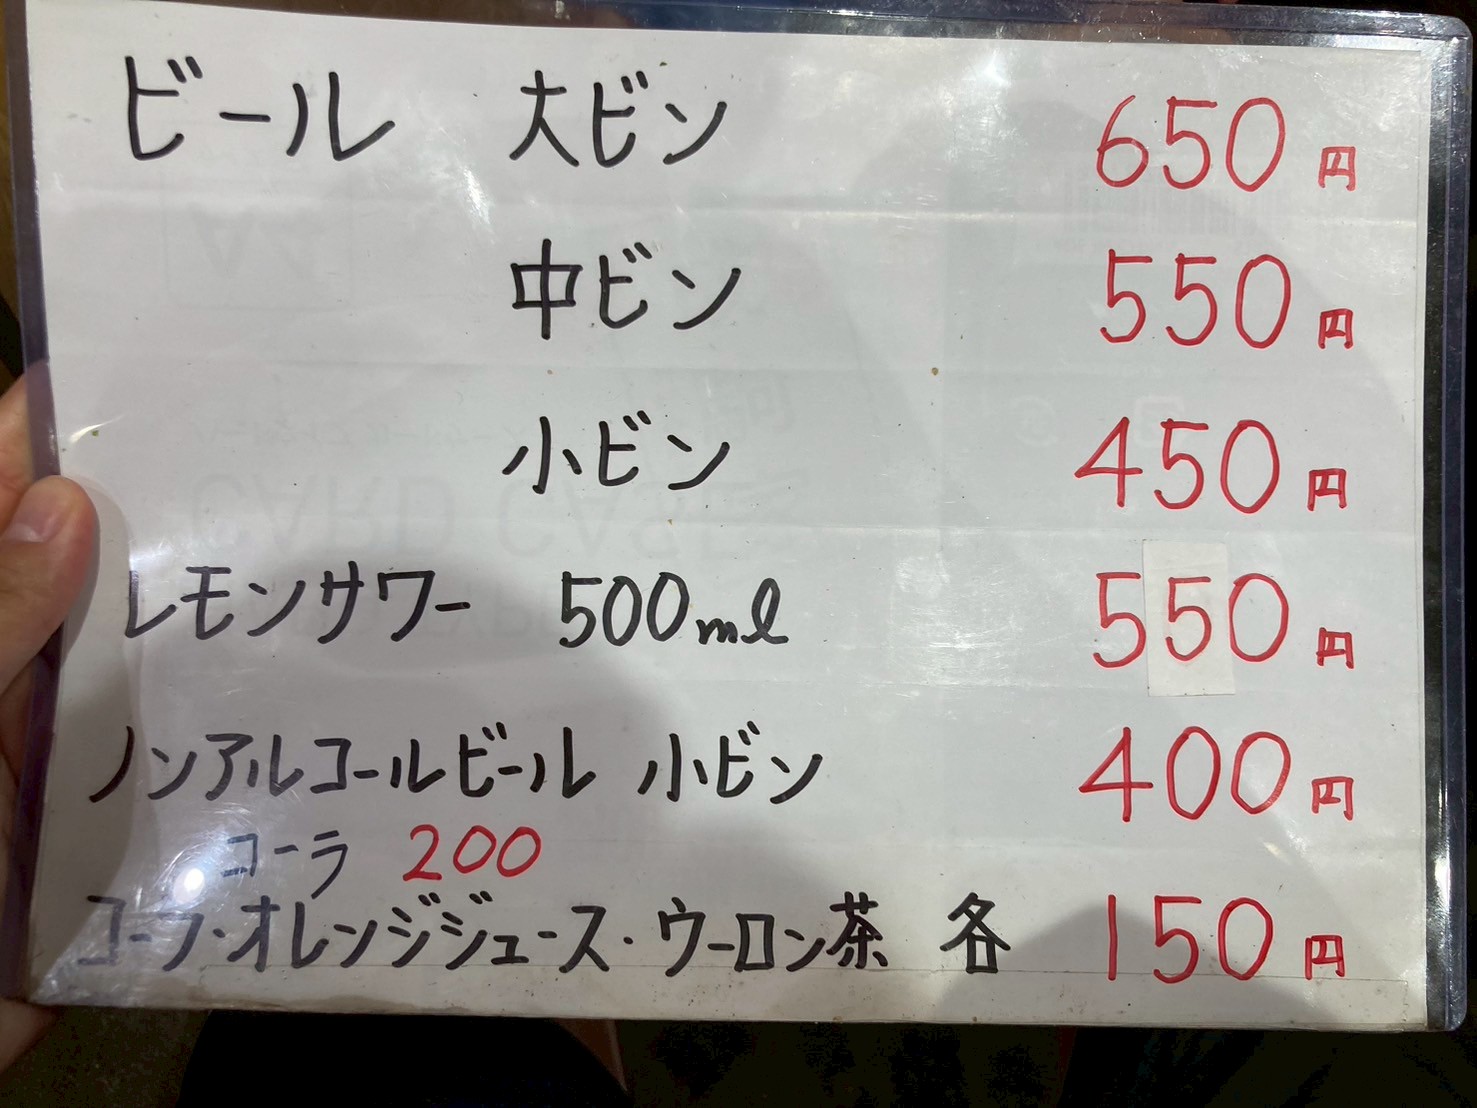 ビール 大ビン 650円
中ビン 550円
小ビン 450円
レモンサワー 500ml 550円
ノンアルコールビール 小ビン 400円
コーラ 200
コーラ・オレンジジュース・ウーロン茶 各 150円